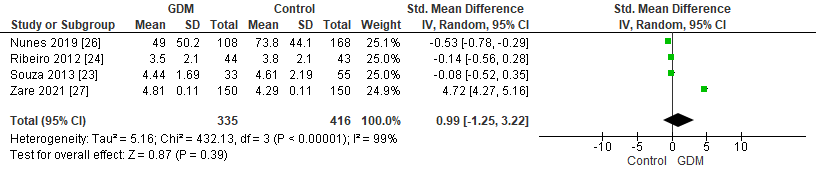 GDM Control Std. Mean Difference Std. Mean Difference
Study or Subgroup Mean SD Total Mean SD Total Weight IV, Random, 95% CI IV, Random, 95% CI
Nunes 2019 [26] 49 50.2 108 73.8 44.1 168 25.1% -0.53 [-0.78, -0.29]
Ribeiro 2012 [24] 3.5 2.1 44 3.8 2.1 43 25.0% -0.14 [-0.56, 0.28]
Souza 2013 [23] 4.44 1.69 33 4.61 2.19 55 24.9% -0.08 [-0.52, 0.35]
Zare 2021 [27] 4.81 0.11 150 4.29 0.11 150 24.9% 4.72 [4.27, 5.16]
Total (95% CI) 335 416 100.0% 0.99 [-1.25, 3.22]
Heterogeneity: Tau² = 5.16; Chi² = 432.13, df = 3 (P < 0.00001); I² = 99%
Test for overall effect: Z = 0.87 (P = 0.39)
-10 -5 0 5 10
Control GDM